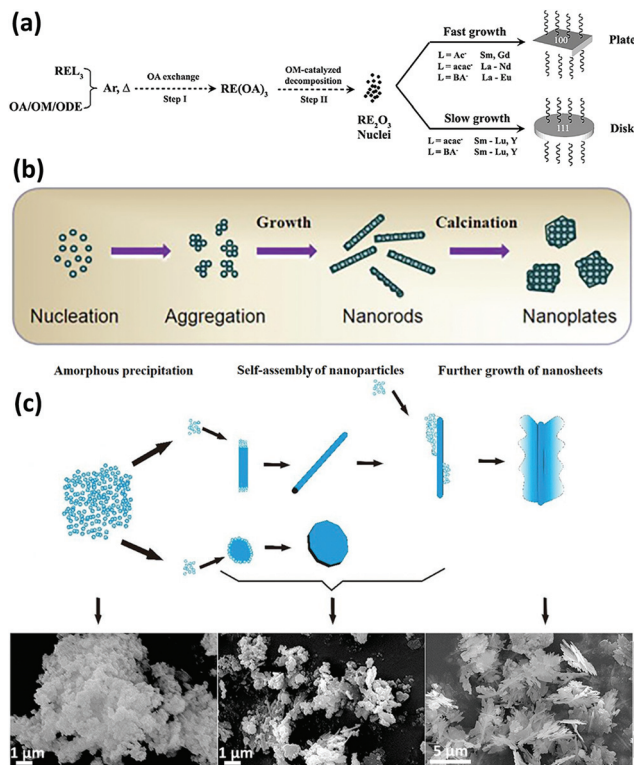 (a)
REL₃
OA/OM/ODE
Ar, Δ
OA exchange
Step I
RE(OA)₃
OM-catalyzed
decomposition
Step II
RE₂O₃
Nuclei
Fast growth
L = Ac⁻ Sm, Gd
L = acac⁻ La - Nd
L = BA⁻ La - Eu
100
Plate
Slow growth
L = acac⁻ Sm - Lu, Y
L = BA⁻ Sm - Lu, Y
111
Disk
(b)
Growth
Calcination
Nucleation
Aggregation
Nanorods
Nanoplates
Amorphous precipitation
Self-assembly of nanoparticles
Further growth of nanosheets
(c)
1 μm
1 μm
5 μm